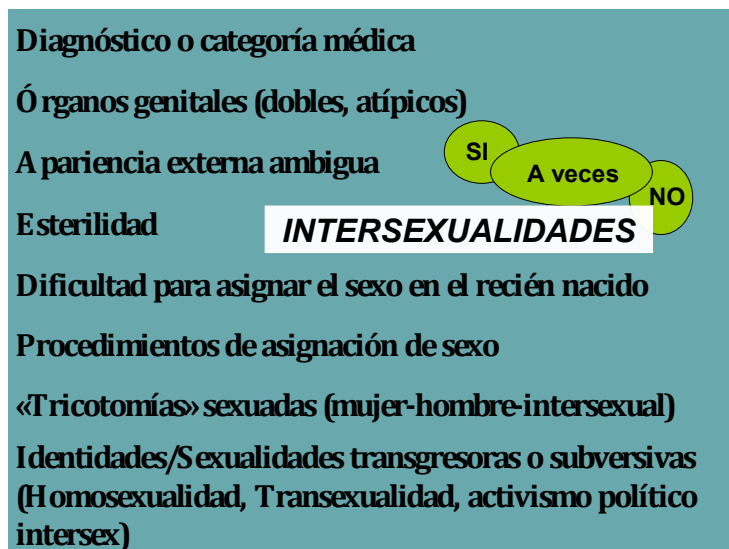 Diagnóstico o categoría médica
Órganos genitales (dobles, atípicos)
Apariencia externa ambigua
SI
A veces
NO
Esterilidad
INTERSEXUALIDADES
Dificultad para asignar el sexo en el recién nacido
Procedimientos de asignación de sexo
«Tricotomías» sexuadas (mujer-hombre-intersexual)
Identidades/Sexualidades transgresoras o subversivas
(Homosexualidad, Transexualidad, activismo político
intersex)